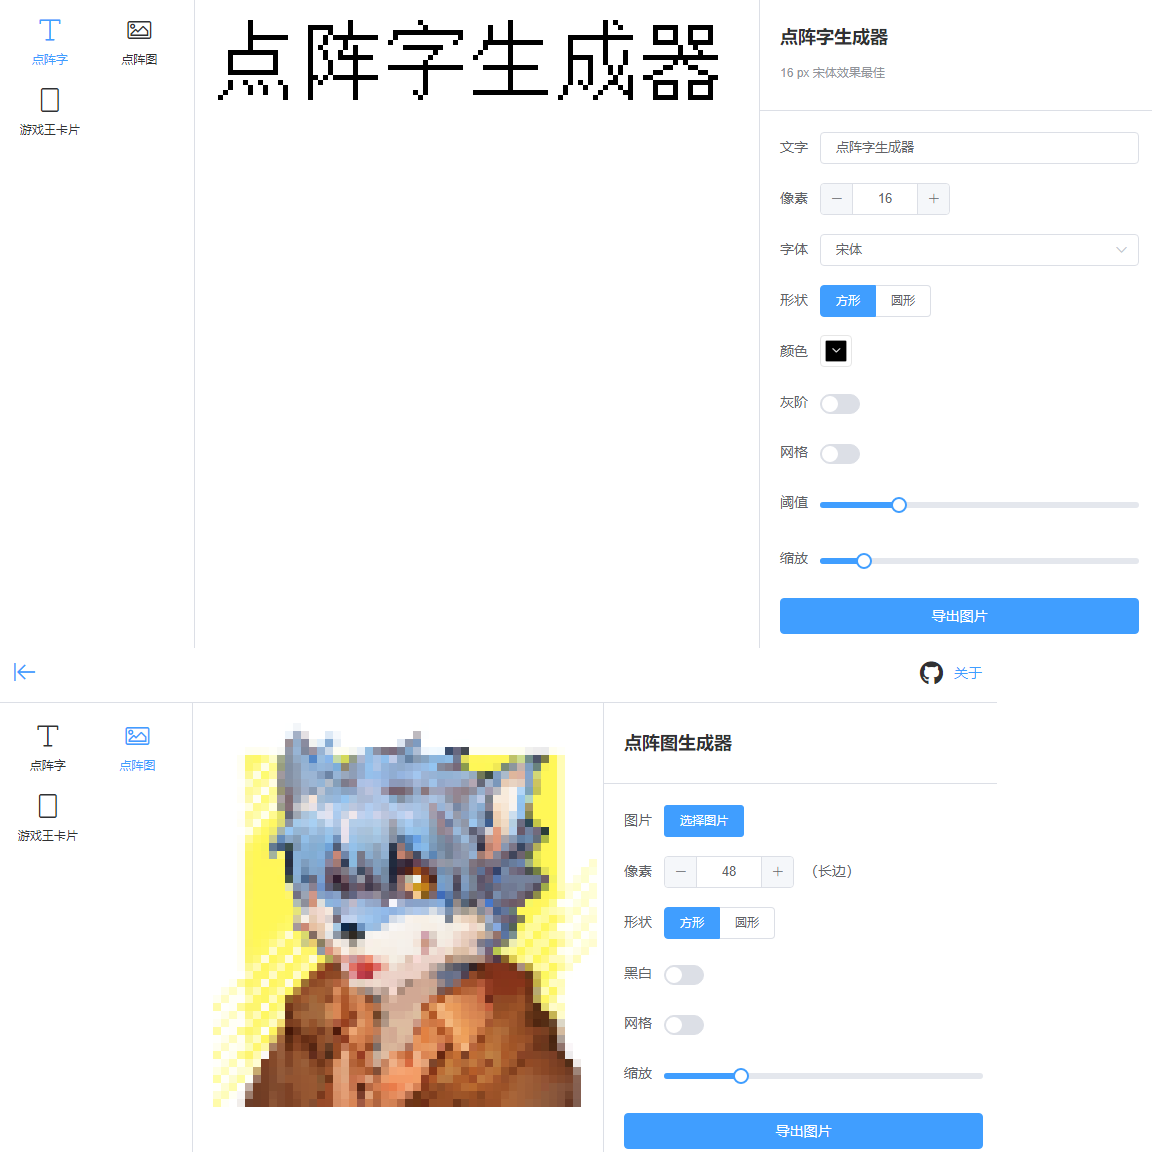 点阵字
点阵图
游戏王卡片
点阵字生成器
点阵字生成器
16 px 宋体效果最佳
文字
点阵字生成器
像素
16
字体
宋体
形状
方形
圆形
颜色
灰阶
网格
阈值
缩放
导出图片
关于
点阵字
点阵图
游戏王卡片
点阵图生成器
图片
选择图片
像素
48
（长边）
形状
方形
圆形
黑白
网格
缩放
导出图片